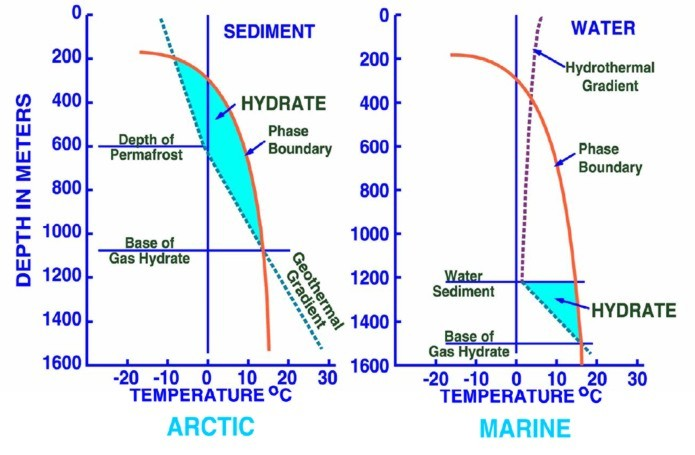 0
200
400
600
800
1000
1200
1400
1600
DEPTH IN METERS
SEDIMENT
HYDRATE
Phase
Boundary
Depth of
Permafrost
Base of
Gas Hydrate
Geothermal
Gradient
-20 -10 0 10 20 30
TEMPERATURE °C
ARCTIC
0
200
400
600
800
1000
1200
1400
1600
WATER
Hydrothermal
Gradient
Phase
Boundary
Water
Sediment
HYDRATE
Base of
Gas Hydrate
-20 -10 0 10 20 30
TEMPERATURE °C
MARINE